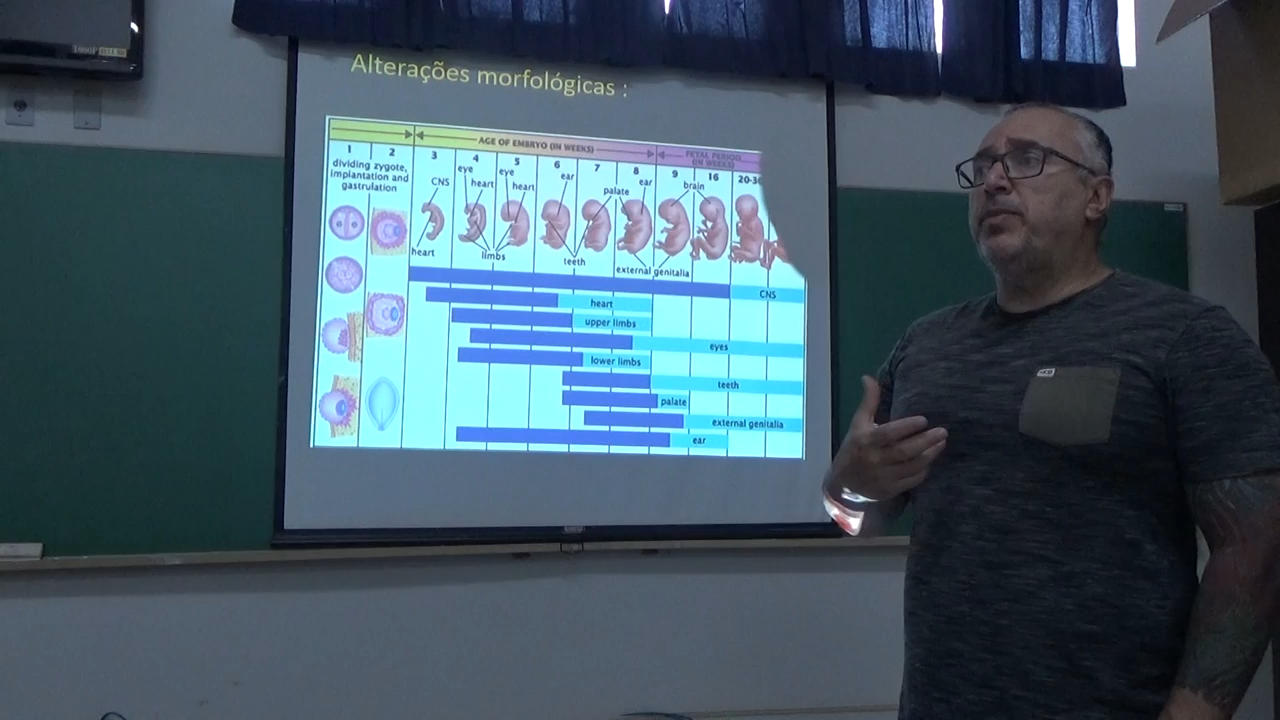 Alterações morfológicas :
AGE OF EMBRYO (IN WEEKS)
FETAL PERIOD
(IN WEEKS)
1 2 3 4 5 6 7 8 9 16 20-3
dividing zygote,
implantation and
gastrulation
CNS
eye
heart
eye
heart
ear
palate
ear
brain
heart
limbs
teeth
external genitalia
CNS
heart
upper limbs
eyes
lower limbs
teeth
palate
external genitalia
ear